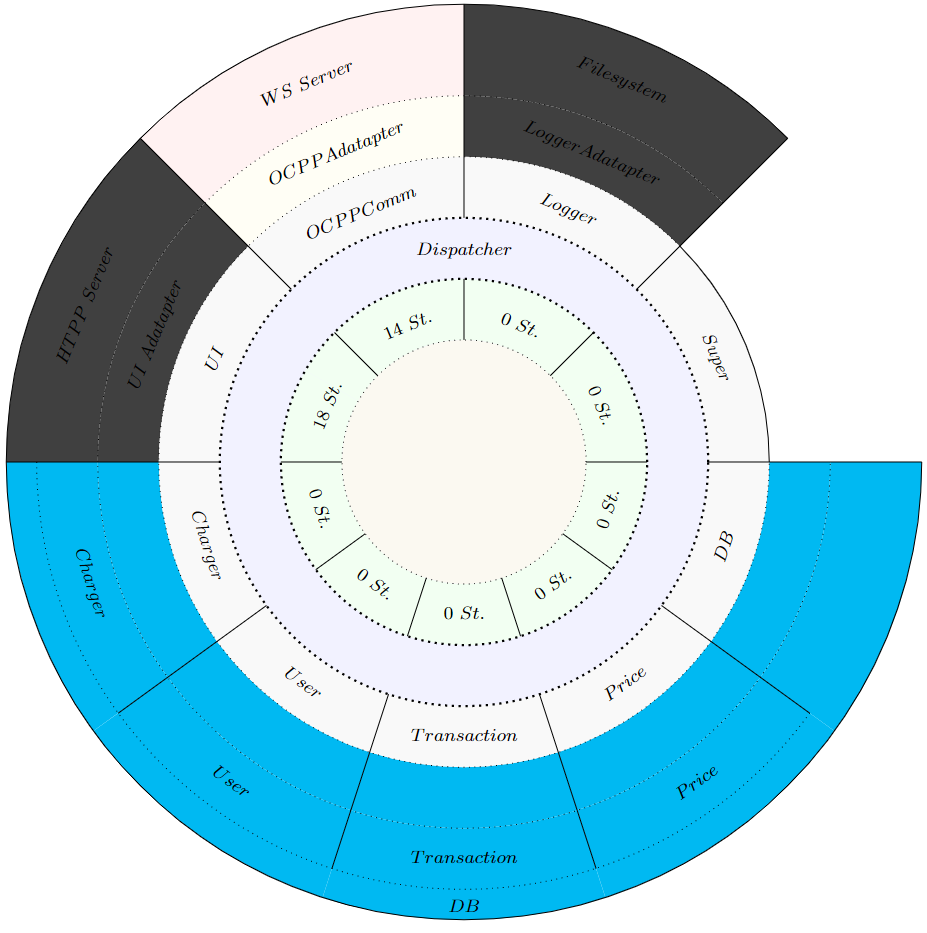 Filesystem
WS Server
LoggerAdatapter
OCPPAdatapter
Logger
OCPPComm
Dispatcher
HTPP Server
UI Adatapter
UI
14 St.
0 St.
18 St.
0 St.
Super
0 St.
0 St.
Charger
Charger
DB
0 St.
0 St.
0 St.
User
Price
Transaction
User
Price
Transaction
DB